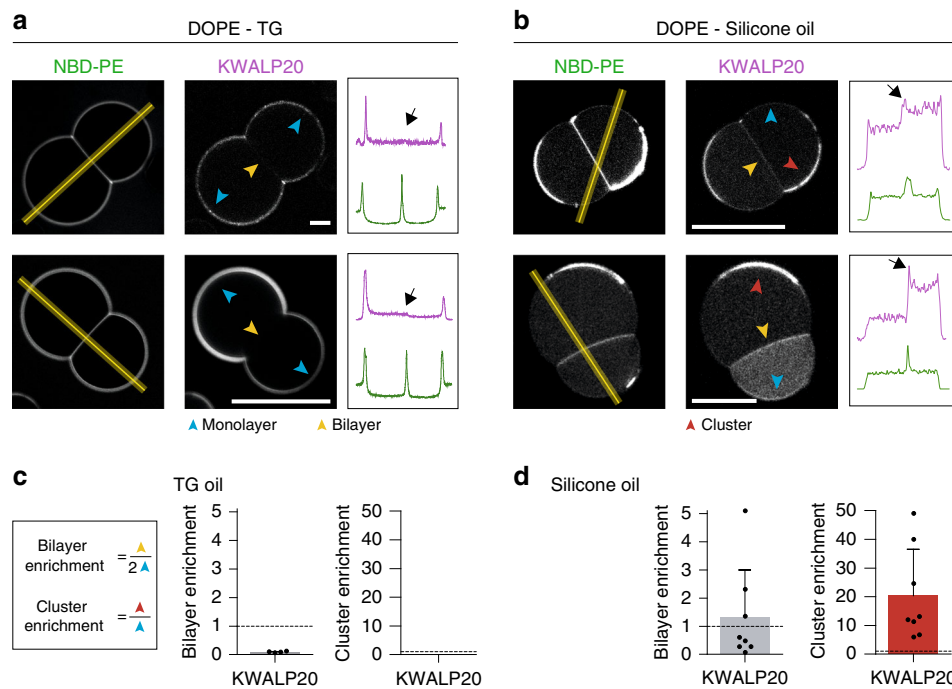 a
DOPE - TG
NBD-PE
KWALP20
Monolayer
Bilayer
b
DOPE - Silicone oil
NBD-PE
KWALP20
Cluster
c
Bilayer enrichment = 2
Cluster enrichment =
TG oil
Bilayer enrichment
5
4
3
2
1
0
KWALP20
Cluster enrichment
50
40
30
20
10
0
KWALP20
d
Silicone oil
Bilayer enrichment
5
4
3
2
1
0
KWALP20
Cluster enrichment
50
40
30
20
10
0
KWALP20